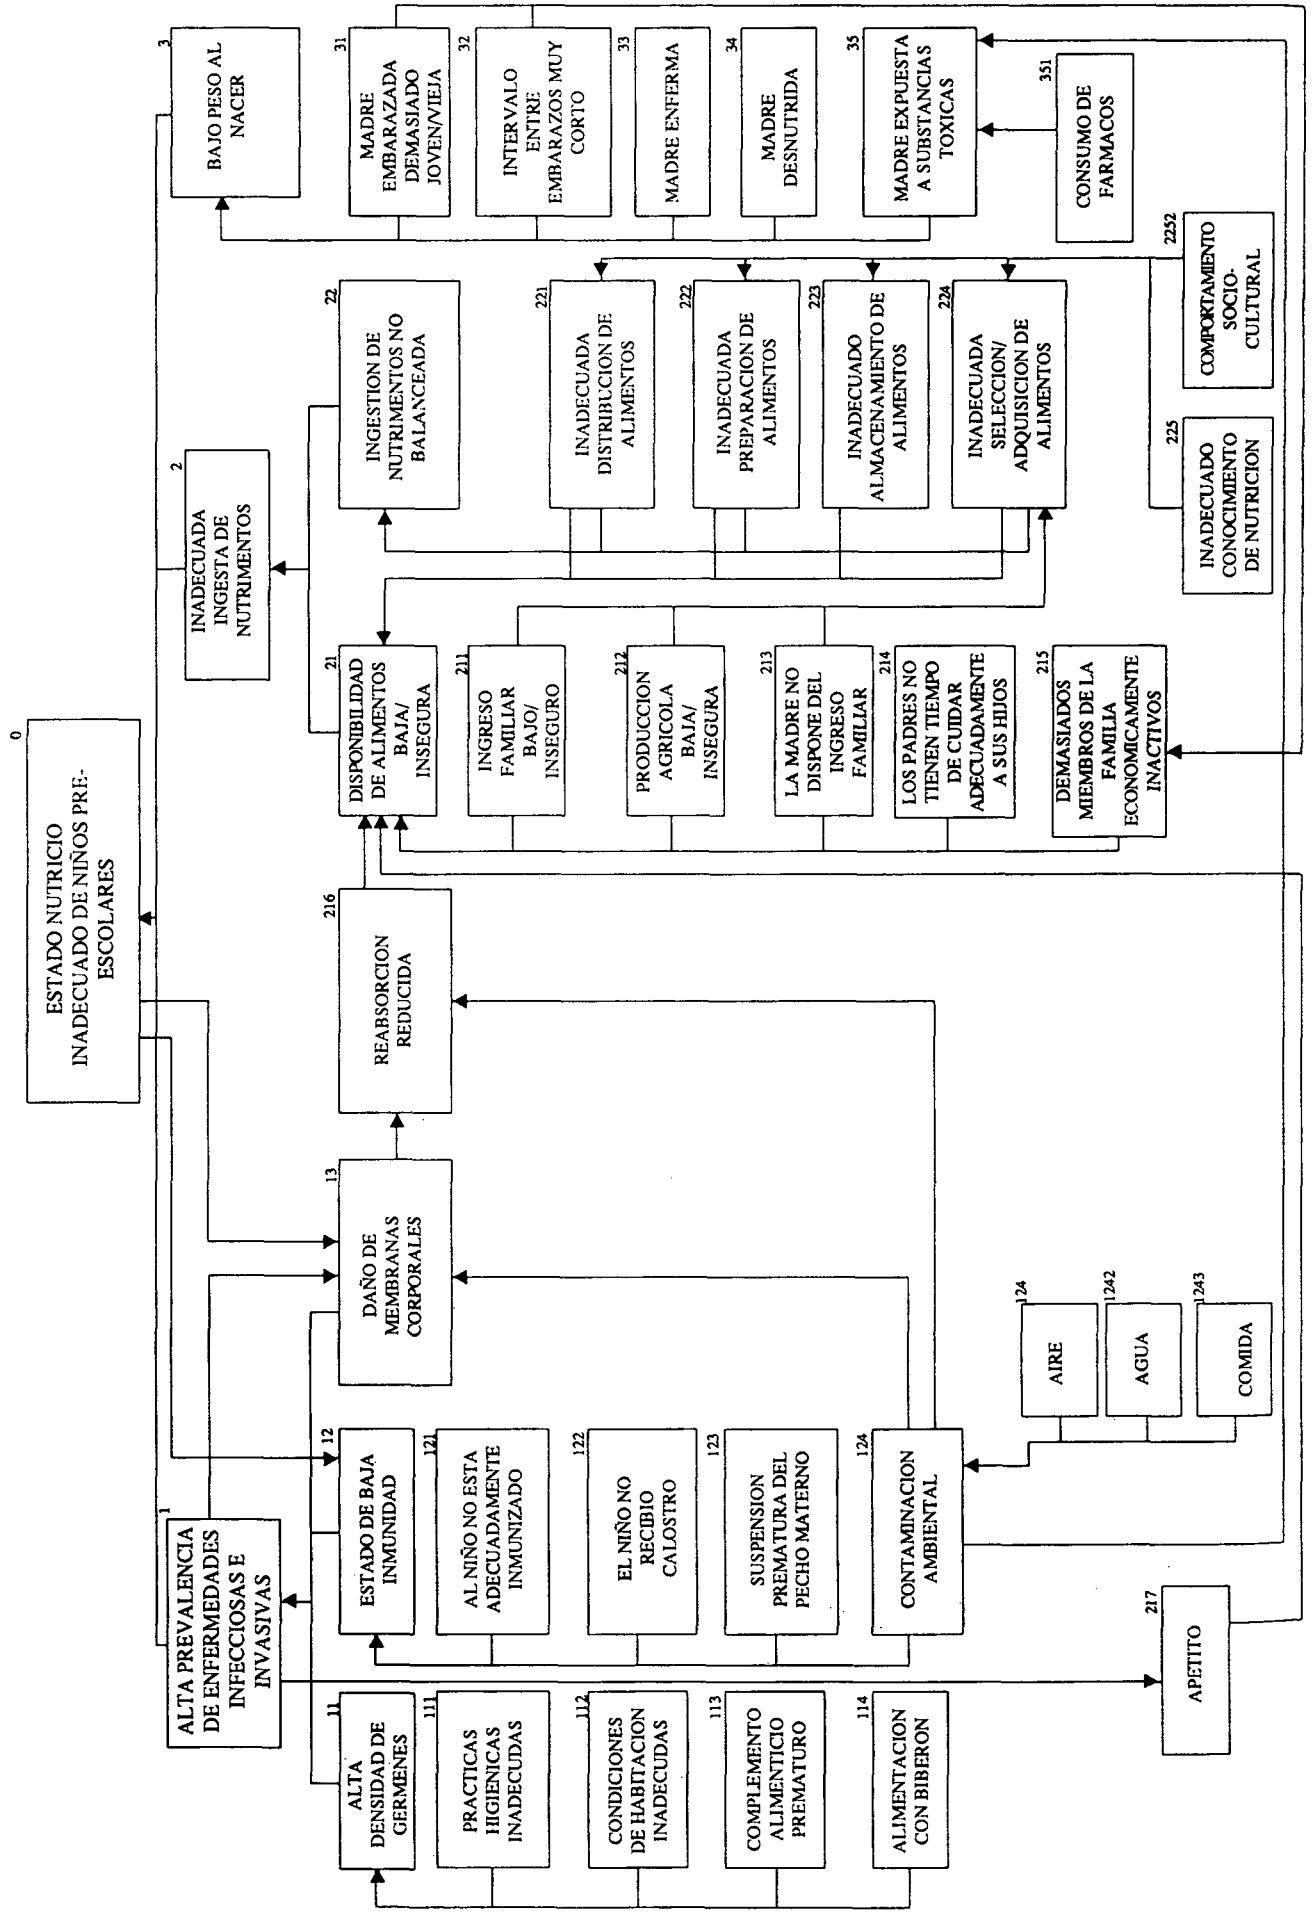 0
ESTADO NUTRICIO
INADECUADO DE NIÑOS PRE-
ESCOLARES
1
ALTA PREVALENCIA
DE ENFERMEDADES
INFECCIOSAS E
INVASIVAS
2
INADECUADA
INGESTA DE
NUTRIMENTOS
3
BAJO PESO AL
NACER
11
ALTA
DENSIDAD DE
GERMENES
12
ESTADO DE BAJA
INMUNIDAD
13
DAÑO DE
MEMBRANAS
CORPORALES
216
REABSORCION
REDUCIDA
21
DISPONIBILIDAD
DE ALIMENTOS
BAJA/
INSEGURA
22
INGESTION DE
NUTRIMENTOS NO
BALANCEADA
31
MADRE
EMBARAZADA
DEMASIADO
JOVEN/VIEJA
111
PRACTICAS
HIGIENICAS
INADECUDAS
121
AL NIÑO NO ESTA
ADECUADAMENTE
INMUNIZADO
211
INGRESO
FAMILIAR
BAJO/
INSEGURO
221
INADECUADA
DISTRIBUCION DE
ALIMENTOS
32
INTERVALO
ENTRE
EMBARAZOS MUY
CORTO
112
CONDICIONES
DE HABITACION
INADECUDAS
122
EL NIÑO NO
RECIBIO
CALOSTRO
212
PRODUCCION
AGRICOLA
BAJA/
INSEGURA
222
INADECUADA
PREPARACION DE
ALIMENTOS
33
MADRE ENFERMA
113
COMPLEMENTO
ALIMENTICIO
PREMATURO
123
SUSPENSION
PREMATURA DEL
PECHO MATERNO
213
LA MADRE NO
DISPONE DEL
INGRESO
FAMILIAR
223
INADECUADO
ALMACENAMIENTO DE
ALIMENTOS
34
MADRE
DESNUTRIDA
114
ALIMENTACION
CON BIBERON
124
CONTAMINACION
AMBIENTAL
214
LOS PADRES NO
TIENEN TIEMPO
DE CUIDAR
ADECUADAMENTE
A SUS HIJOS
224
INADECUADA
SELECCION/
ADQUISICION DE
ALIMENTOS
35
MADRE EXPUESTA
A SUBSTANCIAS
TOXICAS
124
AIRE
215
DEMASIADOS
MIEMBROS DE LA
FAMILIA
ECONOMICAMENTE
INACTIVOS
351
CONSUMO DE
FARMACOS
1242
AGUA
217
APETITO
1243
COMIDA
225
INADECUADO
CONOCIMIENTO
DE NUTRICION
2252
COMPORTAMIENTO
SOCIO-
CULTURAL